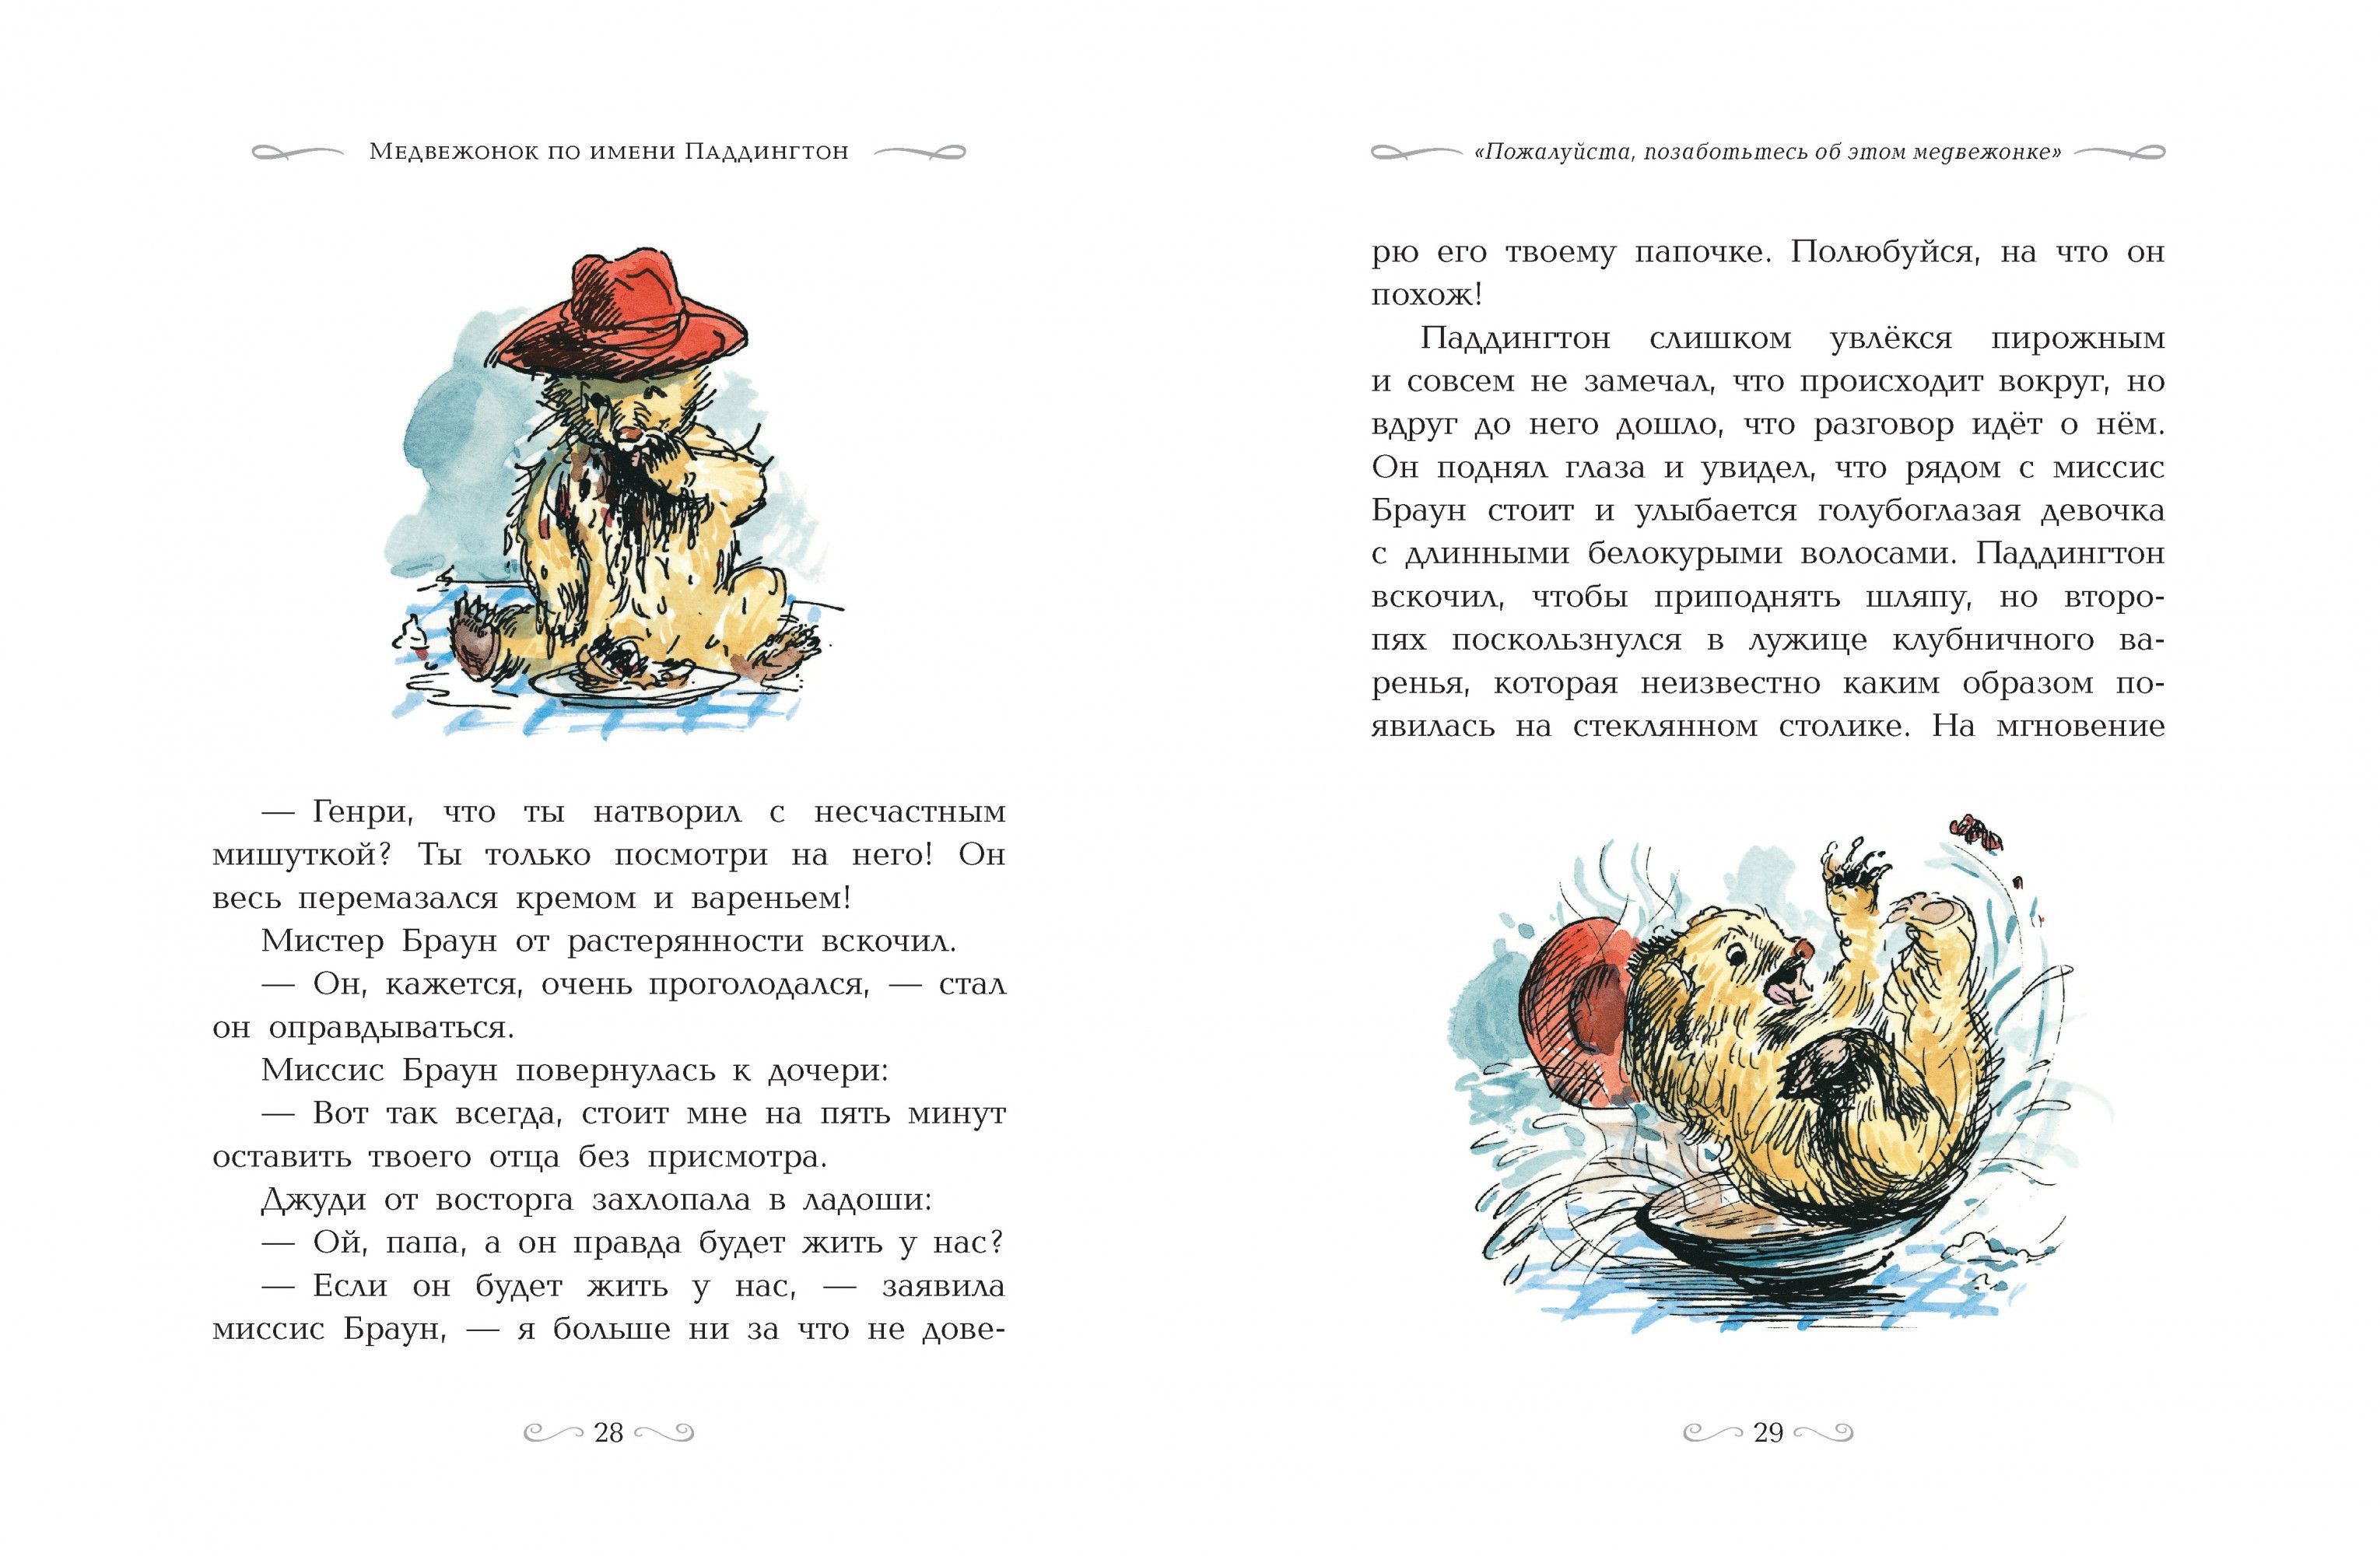 Медвежонок по имени Паддингтон
— Генри, что ты натворил с несчастным
мишуткой? Ты только посмотри на него! Он
весь перемазался кремом и вареньем!
Мистер Браун от растерянности вскочил.
— Он, кажется, очень проголодался, — стал
он оправдываться.
Миссис Браун повернулась к дочери:
— Вот так всегда, стоит мне на пять минут
оставить твоего отца без присмотра.
Джуди от восторга захлопала в ладоши:
— Ой, папа, а он правда будет жить у нас?
— Если он будет жить у нас, — заявила
миссис Браун, — я больше ни за что не дове-
28
«Пожалуйста, позаботьтесь об этом медвежонке»
рю его твоему папочке. Полюбуйся, на что он
похож!
Паддингтон слишком увлёкся пирожным
и совсем не замечал, что происходит вокруг, но
вдруг до него дошло, что разговор идёт о нём.
Он поднял глаза и увидел, что рядом с миссис
Браун стоит и улыбается голубоглазая девочка
с длинными белокурыми волосами. Паддингтон
вскочил, чтобы приподнять шляпу, но второ-
пях поскользнулся в лужице клубничного ва-
ренья, которая неизвестно каким образом по-
явилась на стеклянном столике. На мгновение
29